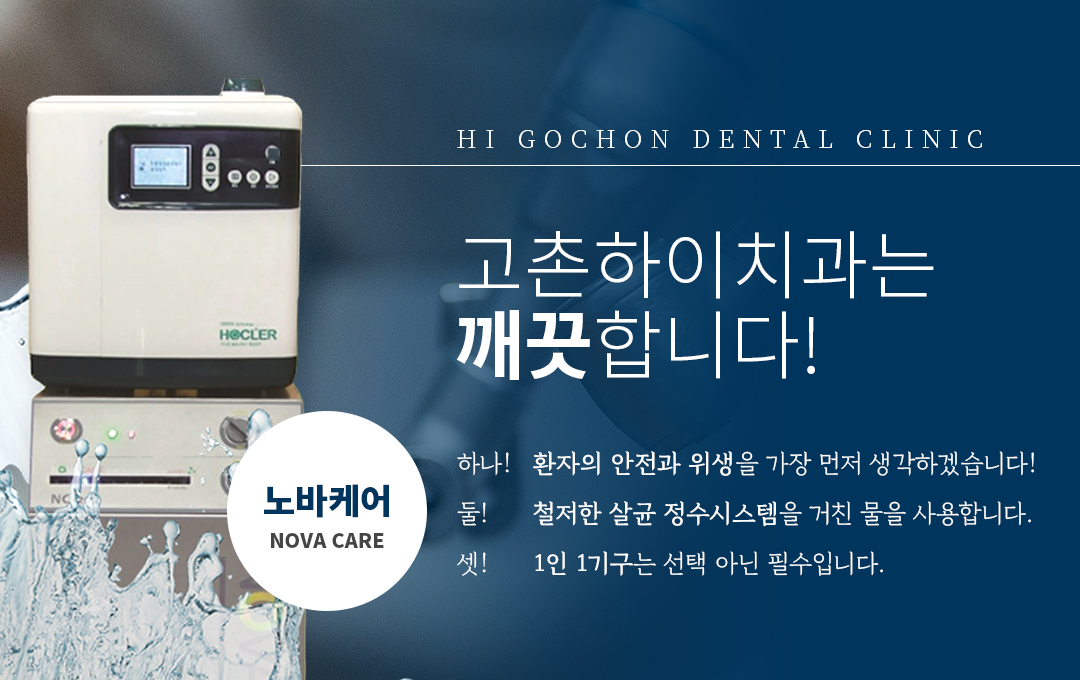 HI GOCHON DENTAL CLINIC
고촌하이치과는
깨끗합니다!
하나! 환자의 안전과 위생을 가장 먼저 생각하겠습니다!
둘! 철저한 살균 정수시스템을 거친 물을 사용합니다.
셋! 1인 1기구는 선택 아닌 필수입니다.
노바케어
NOVA CARE
HOCLER